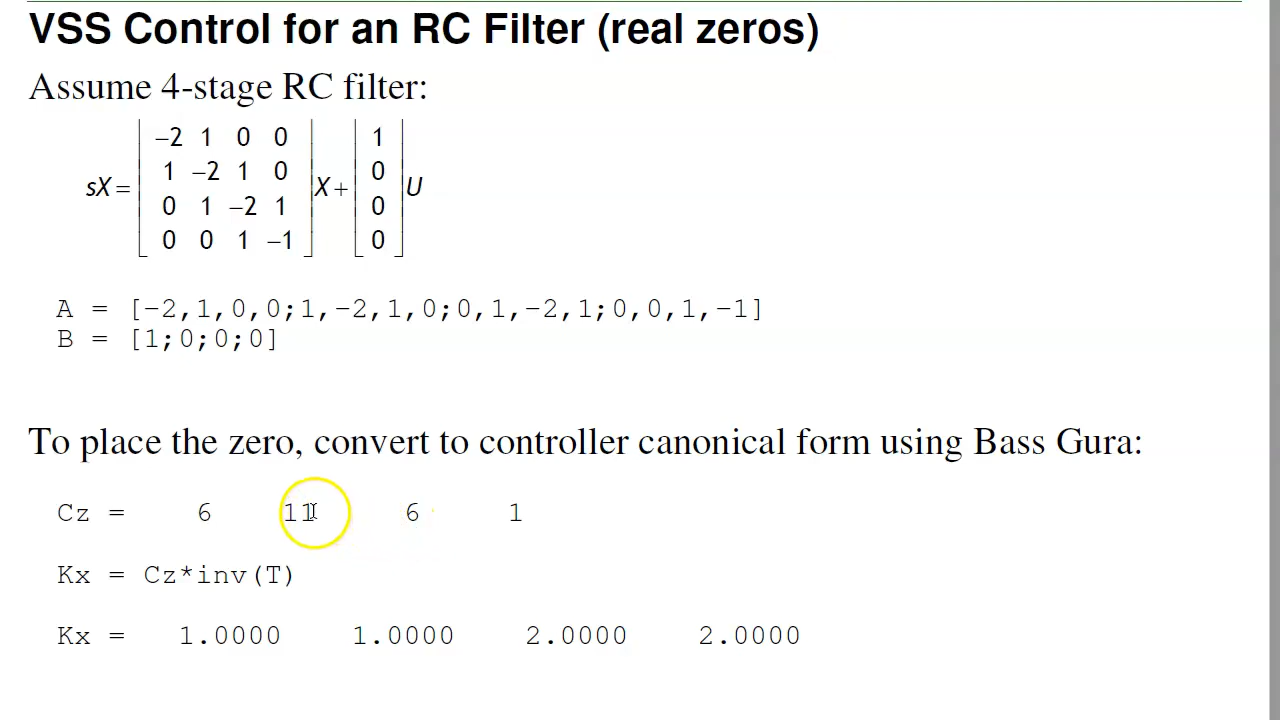 VSS Control for an RC Filter (real zeros)
Assume 4-stage RC filter:
−2 1 0 0 1
1 −2 1 0 0
sX = X + U
0 1 −2 1 0
0 0 1 −1 0
A = [-2,1,0,0;1,-2,1,0;0,1,-2,1;0,0,1,-1]
B = [1;0;0;0]
To place the zero, convert to controller canonical form using Bass Gura:
Cz = 6 11 6 1
Kx = Cz*inv(T)
Kx = 1.0000 1.0000 2.0000 2.0000